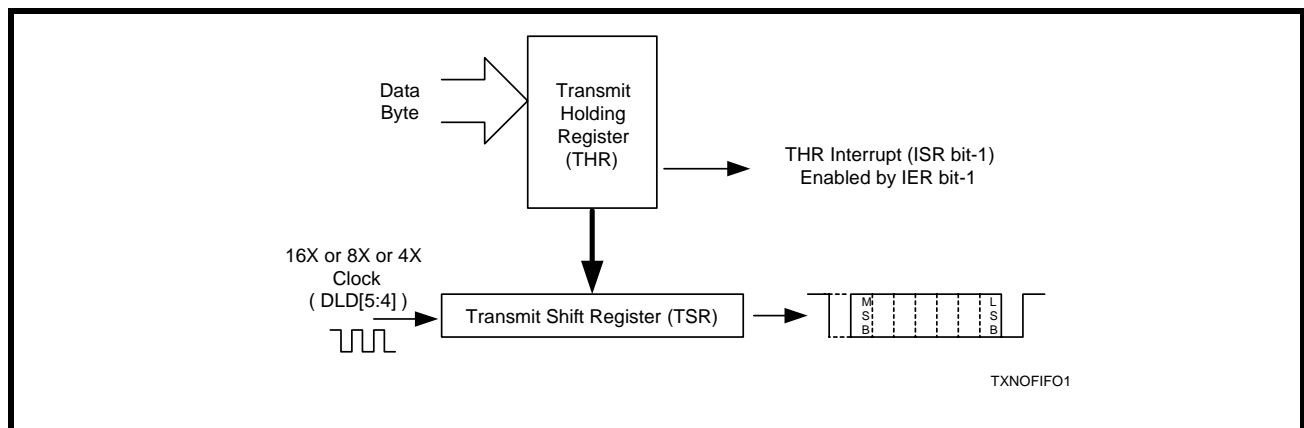 Data
Byte
Transmit
Holding
Register
(THR)
THR Interrupt (ISR bit-1)
Enabled by IER bit-1
16X or 8X or 4X
Clock
( DLD[5:4] )
Transmit Shift Register (TSR)
M
S
B
L
S
B
TXNOFIFO1